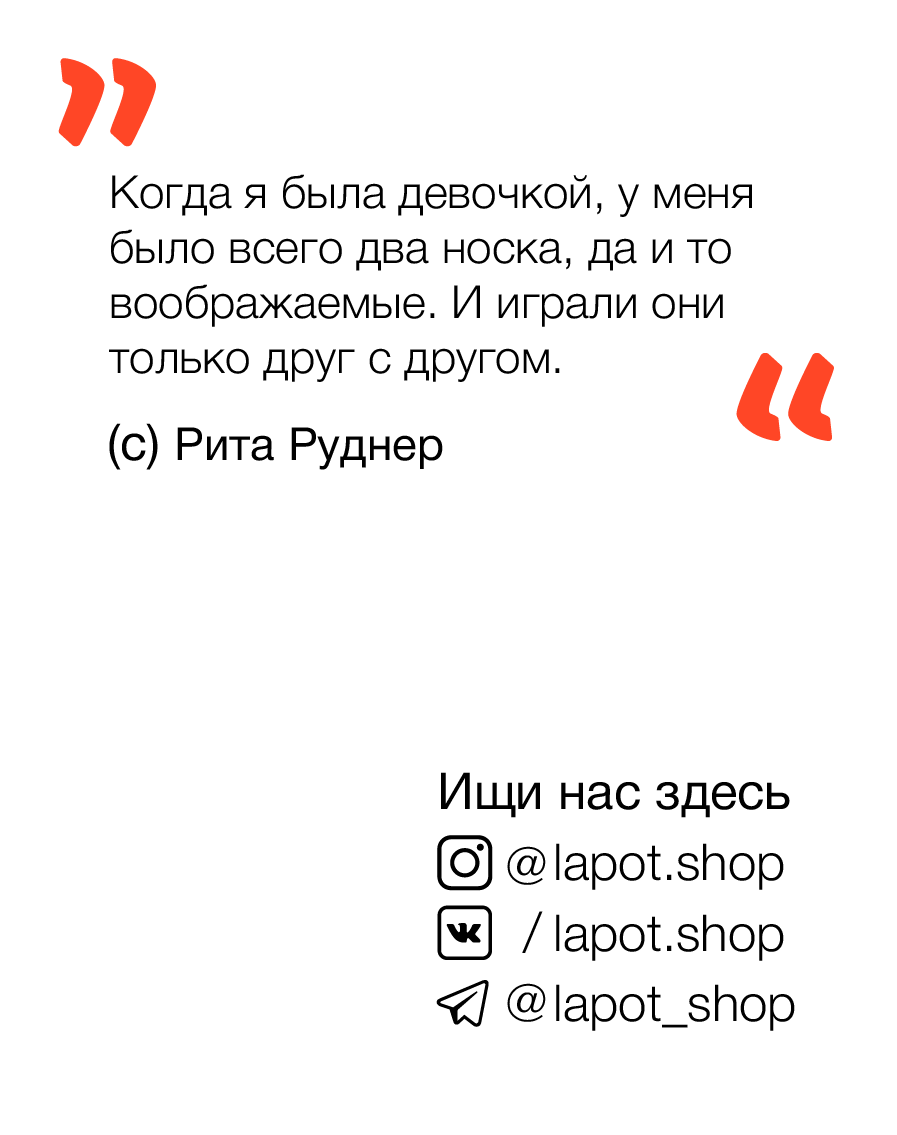 ”
Когда я была девочкой, у меня
было всего два носка, да и то
воображаемые. И играли они
только друг с другом.
“
(с) Рита Руднер
Ищи нас здесь
@lapot.shop
/lapot.shop
@lapot_shop